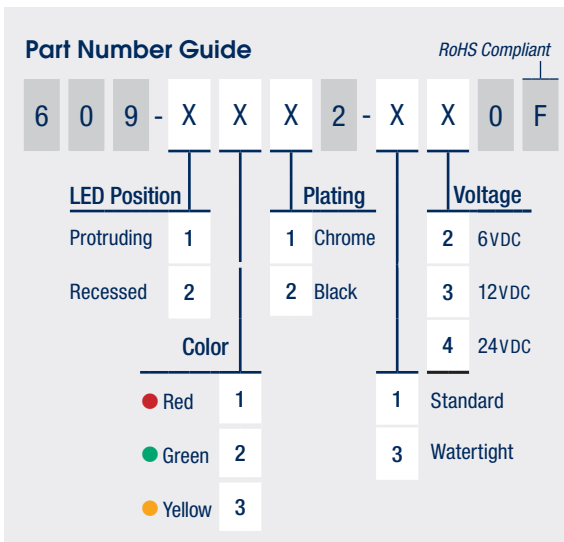 Part Number Guide
RoHS Compliant
6 0 9 - X X X 2 - X X 0 F
LED Position Plating Voltage
Protruding 1 1 Chrome 2 6VDC
Recessed 2 2 Black 3 12VDC
Color 4 24VDC
Red 1 1 Standard
Green 2 3 Watertight
Yellow 3